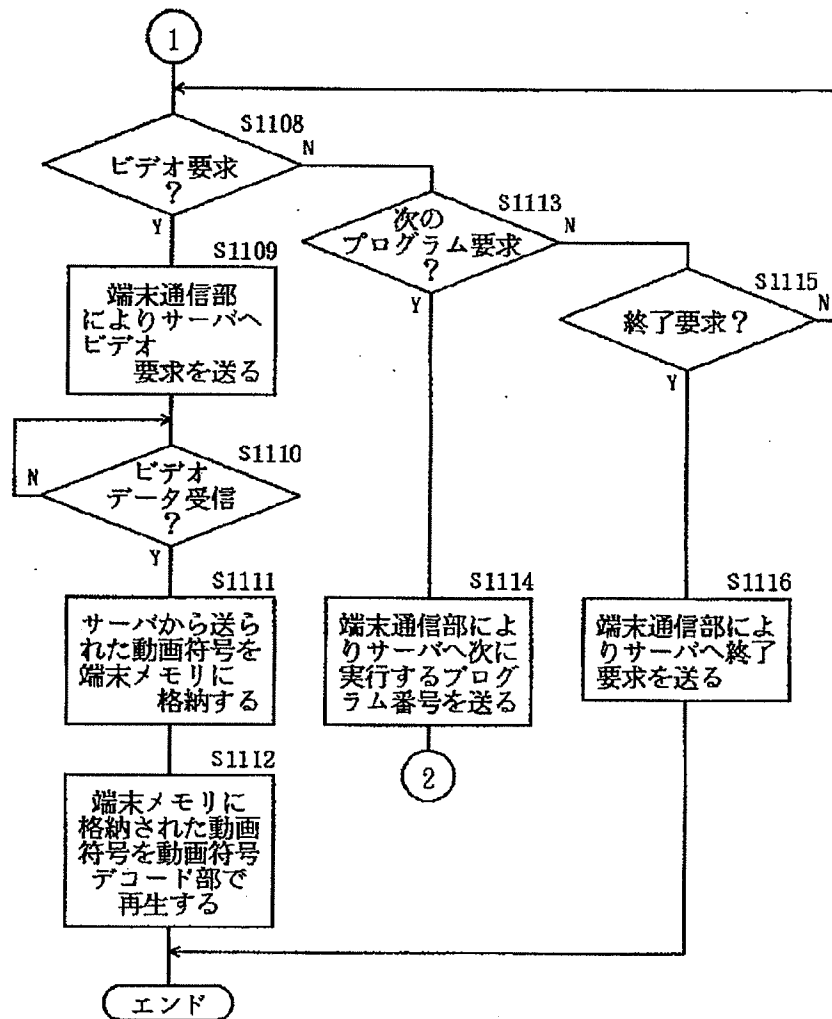 1
S1108
ビデオ要求
？
N
Y
S1109
端末通信部
によりサーバへ
ビデオ
要求を送る
S1110
ビデオ
データ受信
？
N
Y
S1111
サーバから送ら
れた動画符号を
端末メモリに
格納する
S1112
端末メモリに
格納された動画
符号を動画符号
デコード部で
再生する
エンド
S1113
次の
プログラム要求
？
N
Y
S1114
端末通信部によ
りサーバへ次に
実行するプログ
ラム番号を送る
2
S1115
終了要求？
N
Y
S1116
端末通信部によ
りサーバへ終了
要求を送る